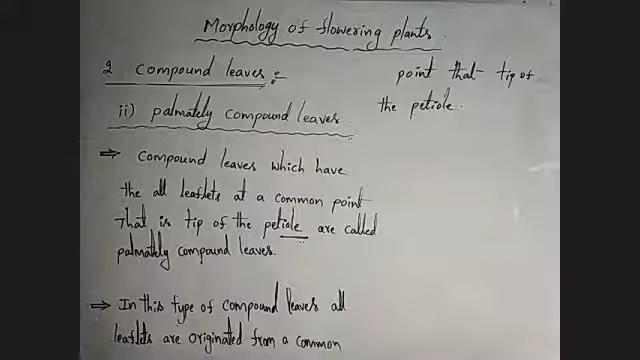 Morphology of flowering plants.
2 compound leaves :-
ii) palmately compound leaves.
⇒ compound leaves which have
the all leaflets at a common point
That is tip of the petiole are called
palmately compound leaves.
⇒ In this type of compound leaves all
leaflets are originated from a common
point that- tip of
the petiole.